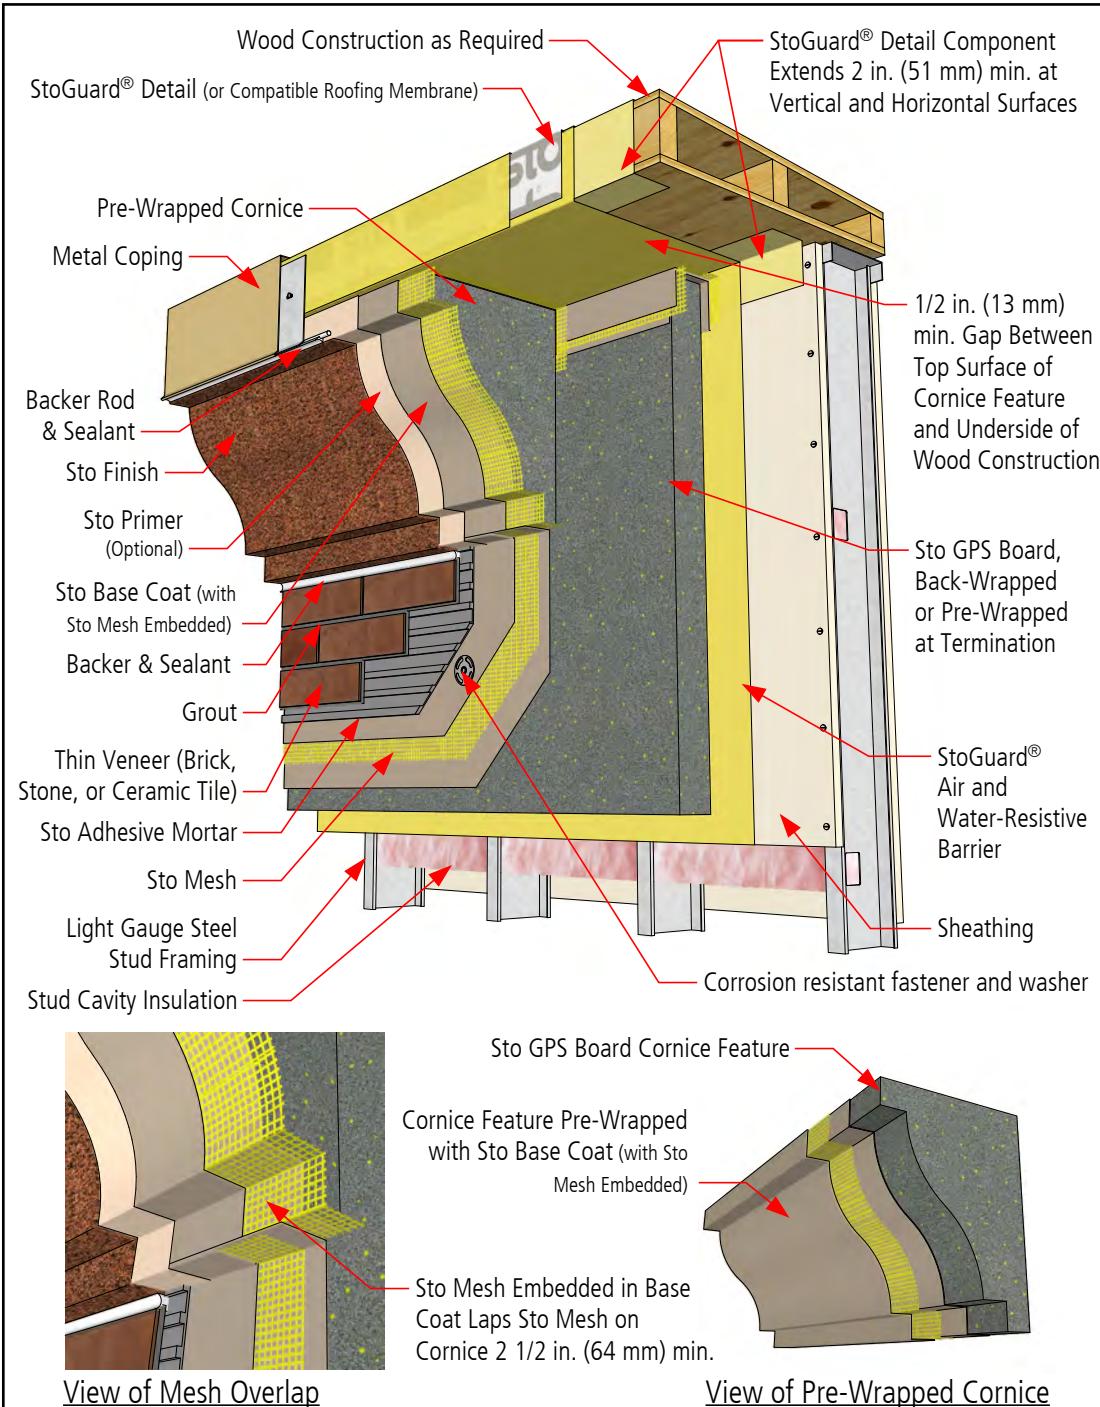 Wood Construction as Required
StoGuard® Detail (or Compatible Roofing Membrane)
StoGuard® Detail Component
Extends 2 in. (51 mm) min. at
Vertical and Horizontal Surfaces
sto
Pre-Wrapped Cornice
Metal Coping
1/2 in. (13 mm)
min. Gap Between
Top Surface of
Cornice Feature
and Underside of
Wood Construction
Backer Rod
& Sealant
Sto Finish
Sto Primer
(Optional)
Sto Base Coat (with
Sto Mesh Embedded)
Backer & Sealant
Grout
Thin Veneer (Brick,
Stone, or Ceramic Tile)
Sto Adhesive Mortar
Sto Mesh
Light Gauge Steel
Stud Framing
Stud Cavity Insulation
Sto GPS Board,
Back-Wrapped
or Pre-Wrapped
at Termination
StoGuard®
Air and
Water-Resistive
Barrier
Sheathing
Corrosion resistant fastener and washer
Sto GPS Board Cornice Feature
Cornice Feature Pre-Wrapped
with Sto Base Coat (with Sto
Mesh Embedded)
Sto Mesh Embedded in Base
Coat Laps Sto Mesh on
Cornice 2 1/2 in. (64 mm) min.
View of Mesh Overlap
View of Pre-Wrapped Cornice